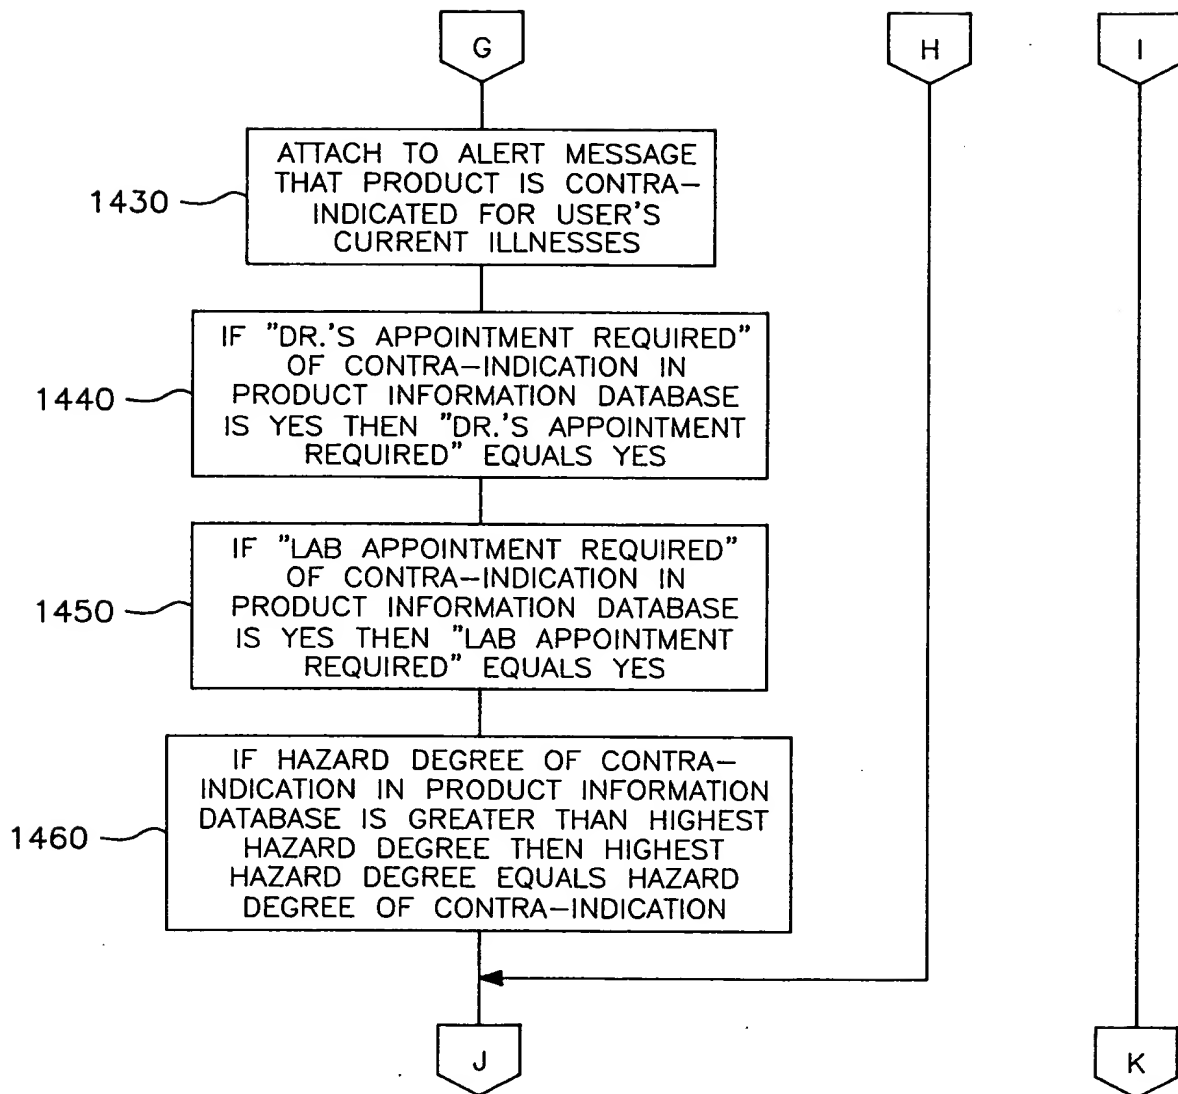 G
H
I
ATTACH TO ALERT MESSAGE
THAT PRODUCT IS CONTRA-
INDICATED FOR USER'S
CURRENT ILLNESSES
1430
IF "DR.'S APPOINTMENT REQUIRED"
OF CONTRA-INDICATION IN
PRODUCT INFORMATION DATABASE
IS YES THEN "DR.'S APPOINTMENT
REQUIRED" EQUALS YES
1440
IF "LAB APPOINTMENT REQUIRED"
OF CONTRA-INDICATION IN
PRODUCT INFORMATION DATABASE
IS YES THEN "LAB APPOINTMENT
REQUIRED" EQUALS YES
1450
IF HAZARD DEGREE OF CONTRA-
INDICATION IN PRODUCT INFORMATION
DATABASE IS GREATER THAN HIGHEST
HAZARD DEGREE THEN HIGHEST
HAZARD DEGREE EQUALS HAZARD
DEGREE OF CONTRA-INDICATION
1460
J
K